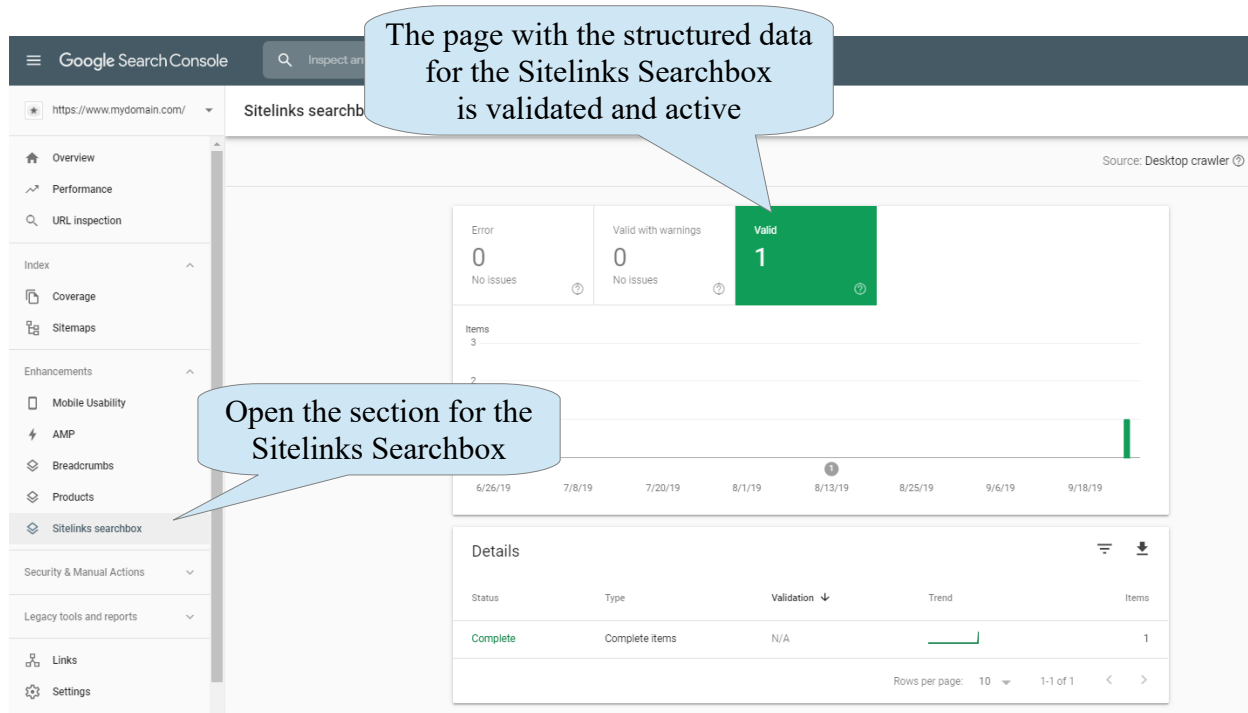 The page with the structured data
for the Sitelinks Searchbox
is validated and active
Google Search Console
Inspect an
https://www.mydomain.com/
Sitelinks searchb
Overview
Performance
URL inspection
Index
Coverage
Sitemaps
Enhancements
Mobile Usability
AMP
Breadcrumbs
Products
Sitelinks searchbox
Security & Manual Actions
Legacy tools and reports
Links
Settings
Open the section for the
Sitelinks Searchbox
Source: Desktop crawler
Error
0
No issues
Valid with warnings
0
No issues
Valid
1
Items
3
2
1
6/26/19 7/8/19 7/20/19 8/1/19 8/13/19 8/25/19 9/6/19 9/18/19
Details
Status Type Validation Trend Items
Complete Complete items N/A 1
Rows per page: 10 1-1 of 1